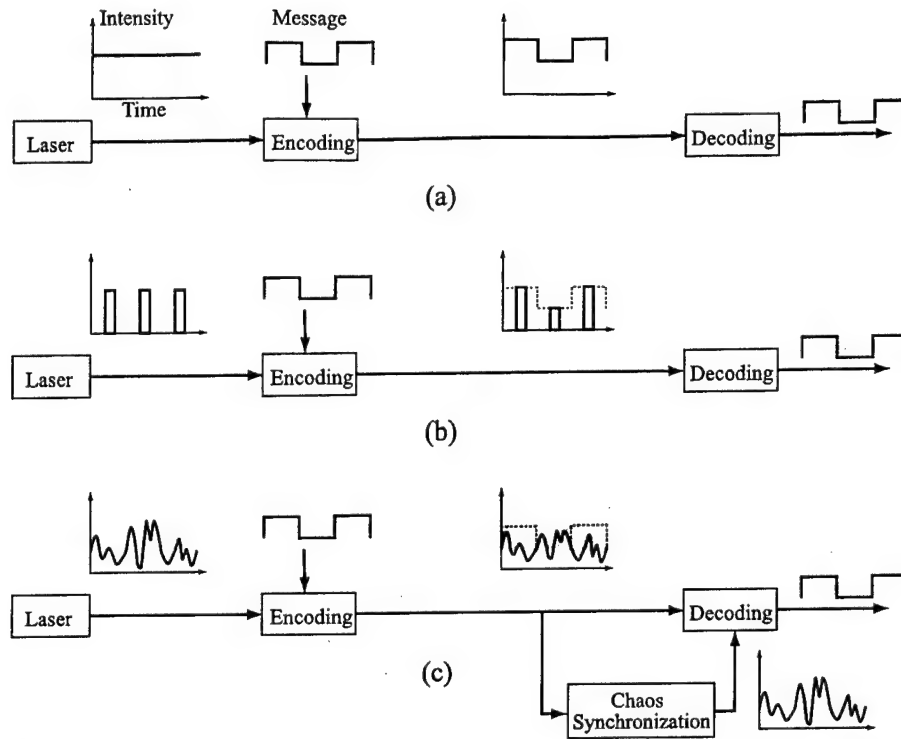 Intensity
Message
Time
Laser
Encoding
Decoding
(a)
Laser
Encoding
Decoding
(b)
Laser
Encoding
Decoding
(c)
Chaos
Synchronization